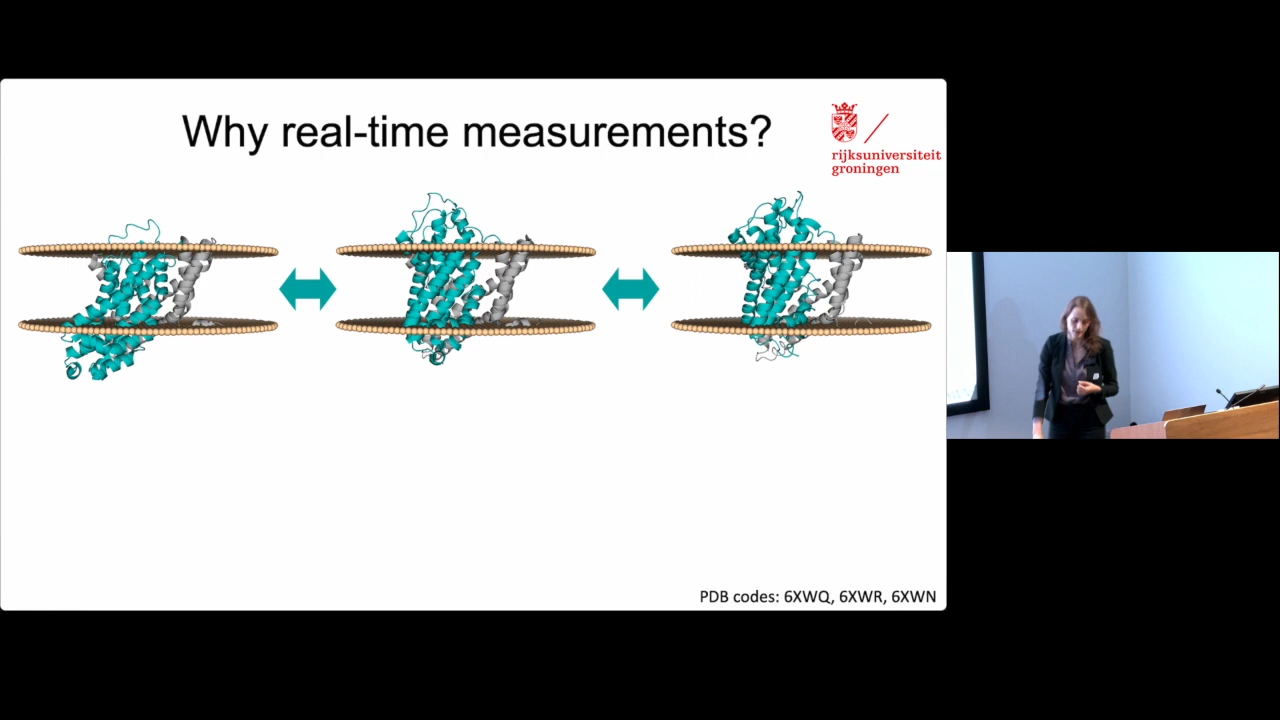 Why real-time measurements?
rijksuniversiteit
groningen
PDB codes: 6XWQ, 6XWR, 6XWN